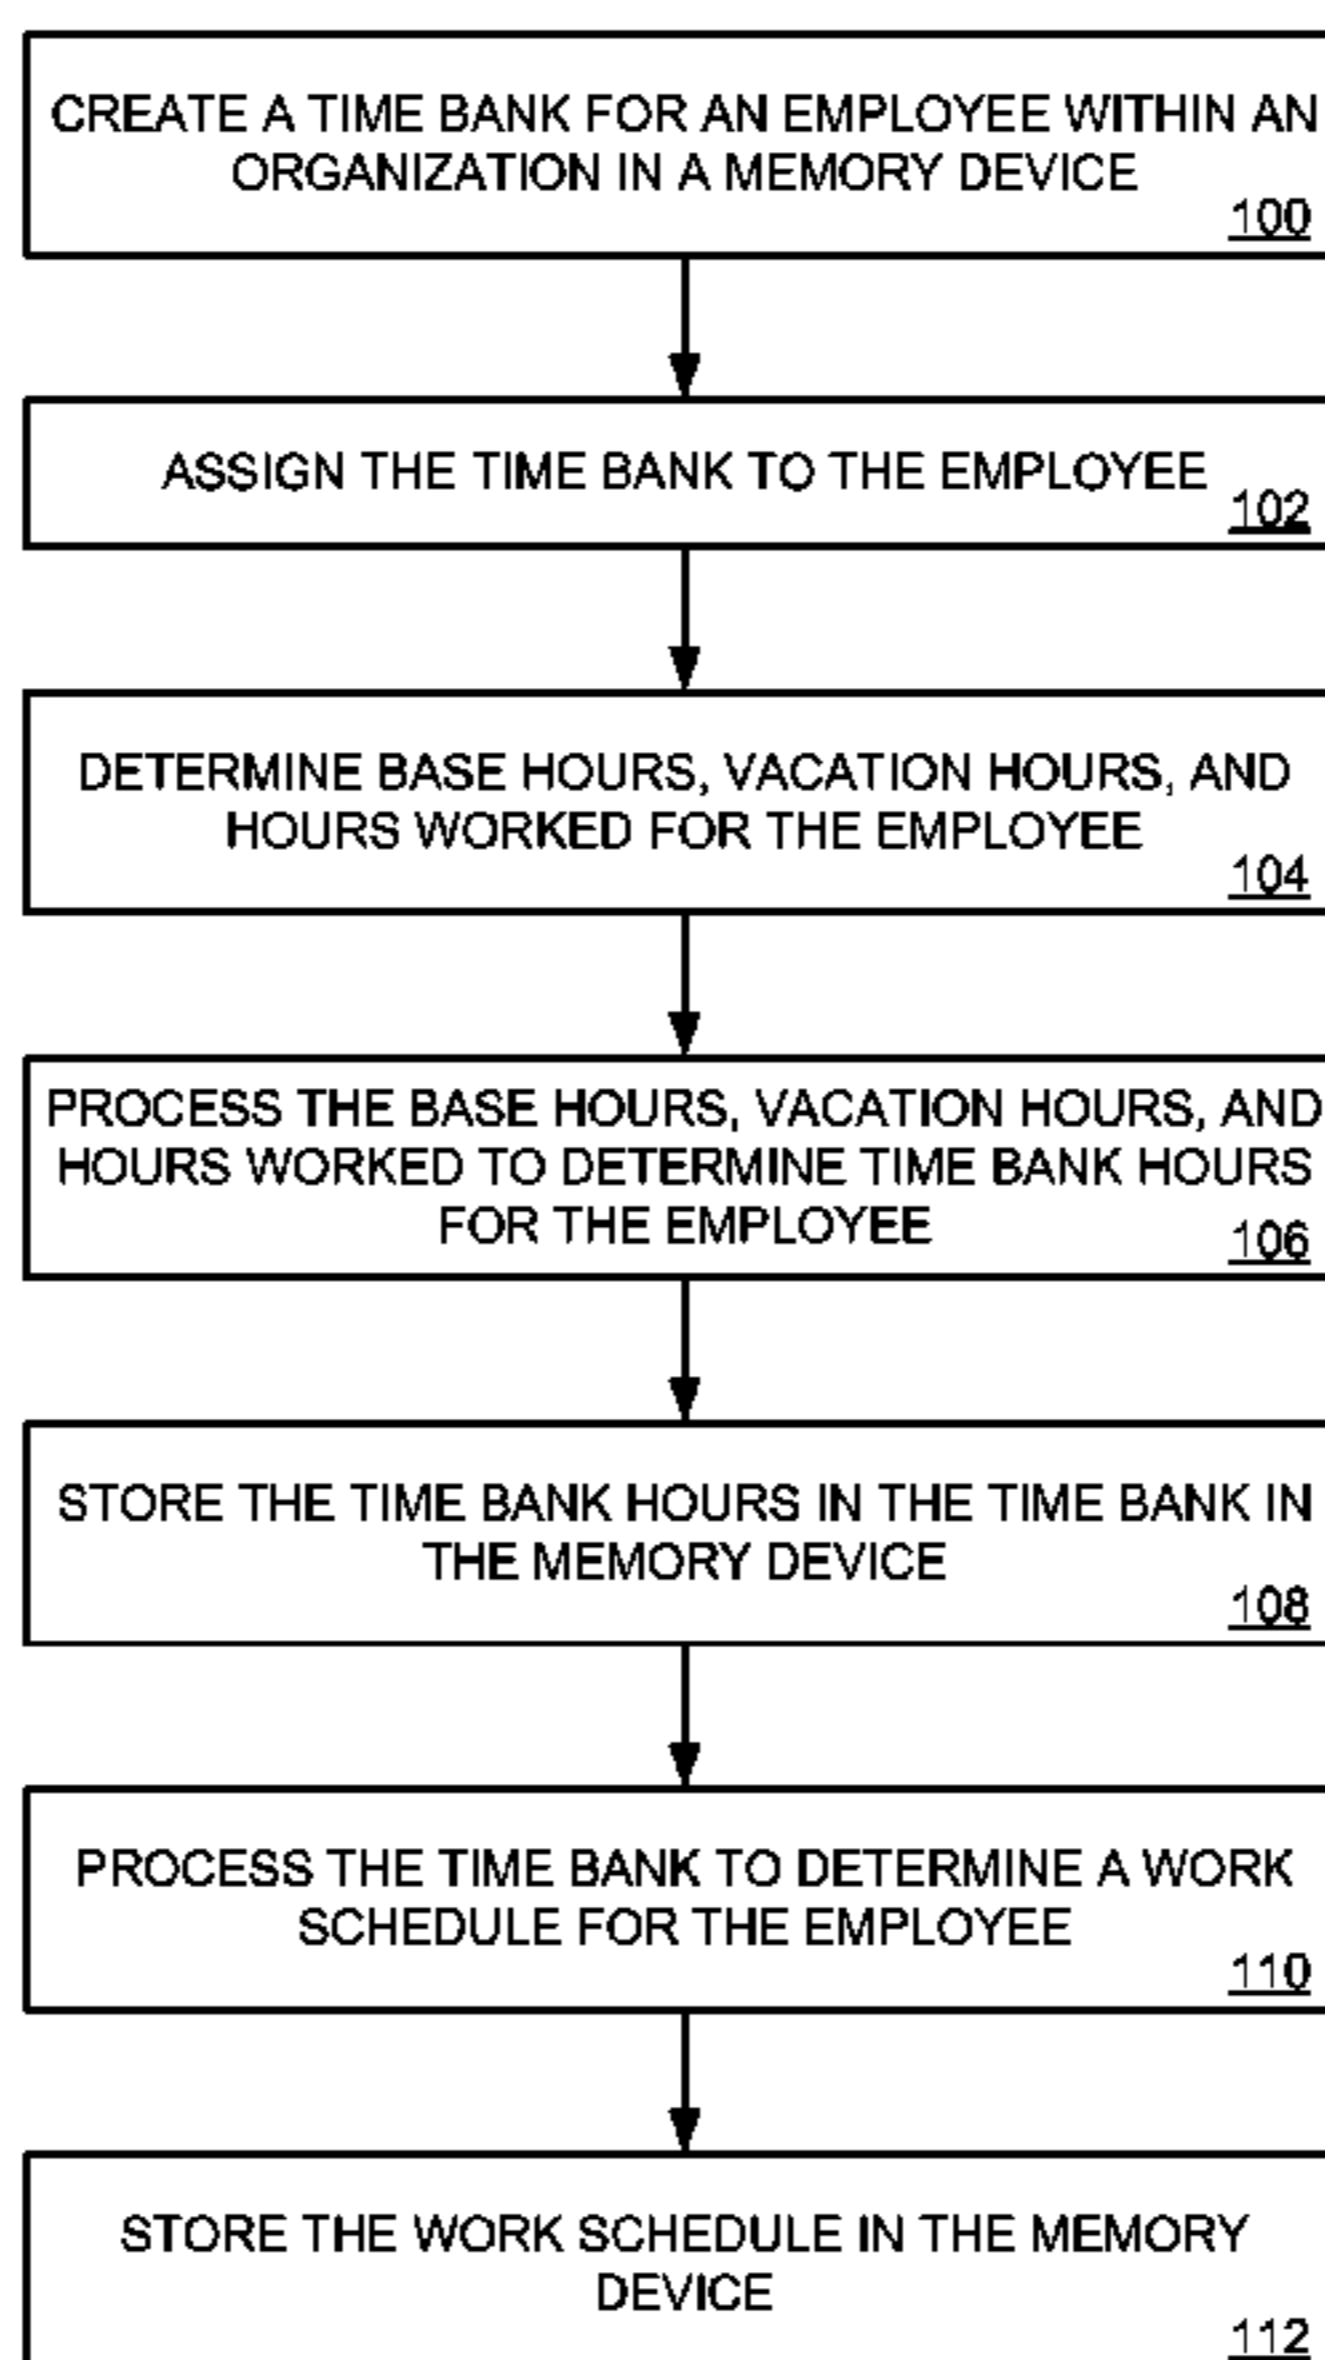 CREATE A TIME BANK FOR AN EMPLOYEE WITHIN AN
ORGANIZATION IN A MEMORY DEVICE
100
ASSIGN THE TIME BANK TO THE EMPLOYEE
102
DETERMINE BASE HOURS, VACATION HOURS, AND
HOURS WORKED FOR THE EMPLOYEE
104
PROCESS THE BASE HOURS, VACATION HOURS, AND
HOURS WORKED TO DETERMINE TIME BANK HOURS
FOR THE EMPLOYEE
106
STORE THE TIME BANK HOURS IN THE TIME BANK IN
THE MEMORY DEVICE
108
PROCESS THE TIME BANK TO DETERMINE A WORK
SCHEDULE FOR THE EMPLOYEE
110
STORE THE WORK SCHEDULE IN THE MEMORY
DEVICE
112